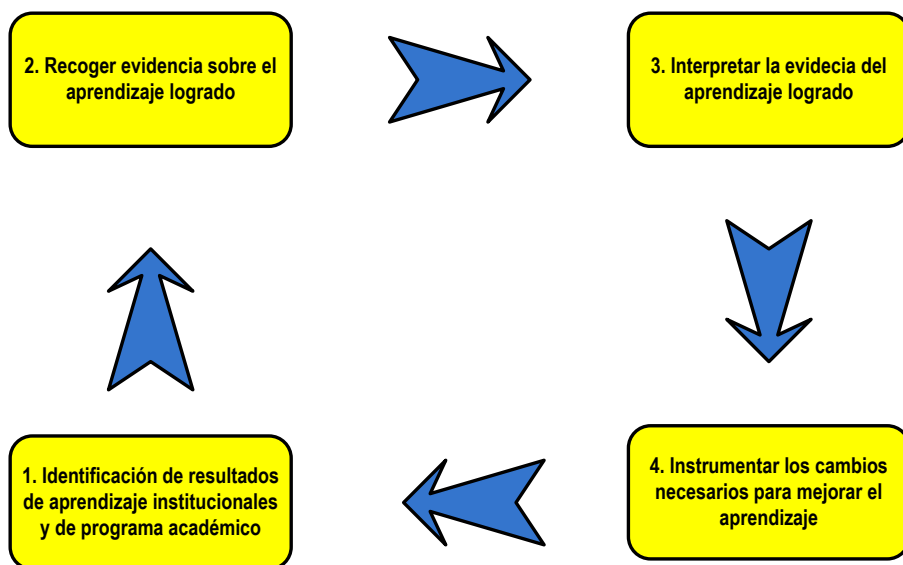 2. Recoger evidencia sobre el
aprendizaje logrado
3. Interpretar la evidecia del
aprendizaje logrado
1. Identificación de resultados
de aprendizaje institucionales
y de programa académico
4. Instrumentar los cambios
necesarios para mejorar el
aprendizaje